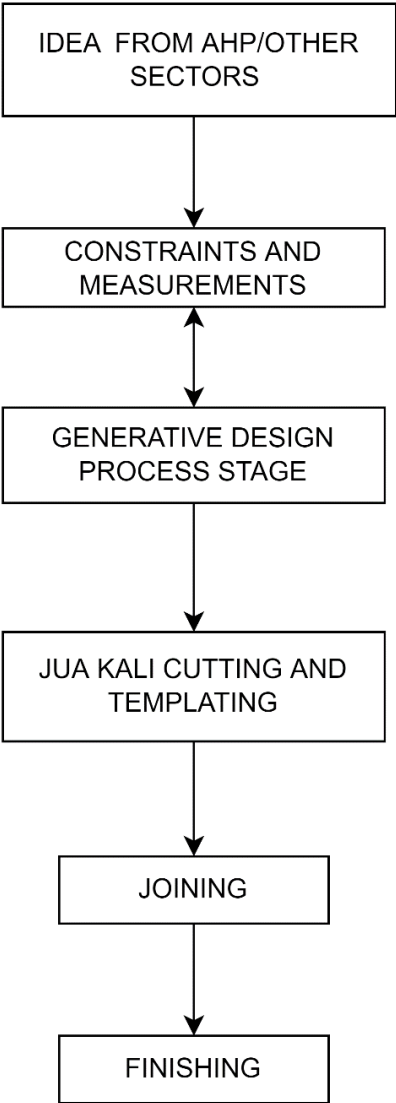 IDEA FROM AHP/OTHER
SECTORS
CONSTRAINTS AND
MEASUREMENTS
GENERATIVE DESIGN
PROCESS STAGE
JUA KALI CUTTING AND
TEMPLATING
JOINING
FINISHING